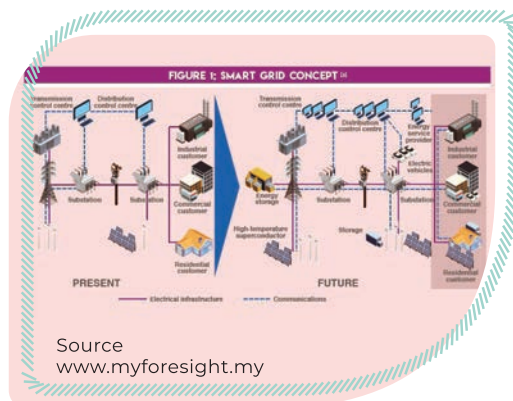 FIGURE 1; SMART GRID CONCEPT
Transmission
control centre
Distribution
control centre
Industrial
customer
Substation
Substation
Commercial
customer
Residential
customer
PRESENT
Transmission
control centre
Distribution
control centre
Energy
service
provider
Industrial
customer
Electric
vehicles
Energy
storage
Substation
Substation
Commercial
customer
High-temperature
superconductor
Storage
Residential
customer
FUTURE
Electrical infrastructure
Communications
Source
www.myforesight.my